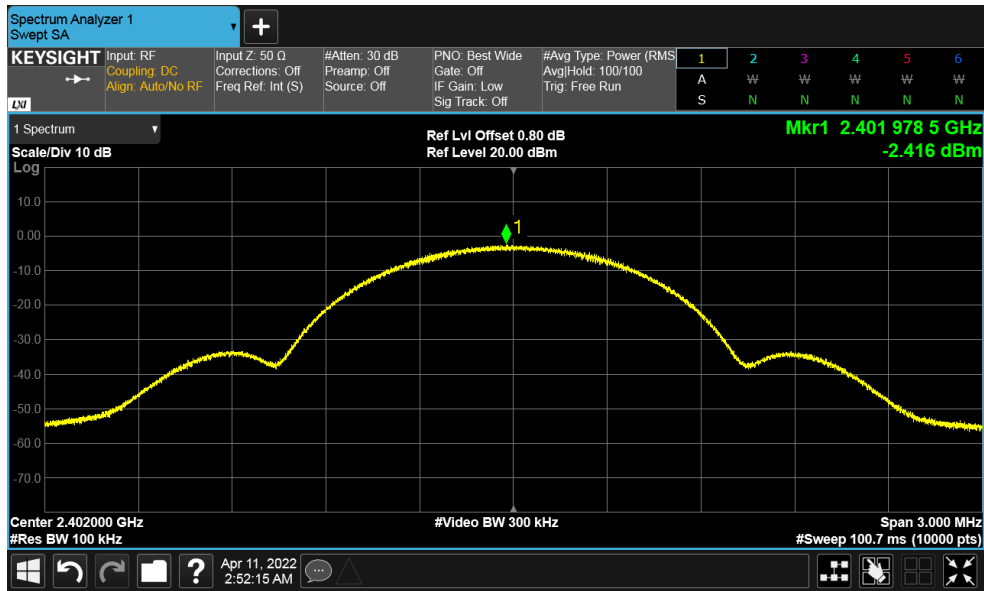 Spectrum Analyzer 1
Swept SA
+
KEYSIGHT
LXI
Input: RF
Coupling: DC
Align: Auto/No RF
Input Z: 50 Ω
Corrections: Off
Freq Ref: Int (S)
#Atten: 30 dB
Preamp: Off
Source: Off
PNO: Best Wide
Gate: Off
IF Gain: Low
Sig Track: Off
#Avg Type: Power (RMS
Avg|Hold: 100/100
Trig: Free Run
1 2 3 4 5 6
A W W W W W
S N N N N N
1 Spectrum
Scale/Div 10 dB
Log
Ref Lvl Offset 0.80 dB
Ref Level 20.00 dBm
Mkr1 2.401 978 5 GHz
-2.416 dBm
1
10.0
0.00
-10.0
-20.0
-30.0
-40.0
-50.0
-60.0
-70.0
Center 2.402000 GHz
#Res BW 100 kHz
#Video BW 300 kHz
Span 3.000 MHz
#Sweep 100.7 ms (10000 pts)
?
Apr 11, 2022
2:52:15 AM